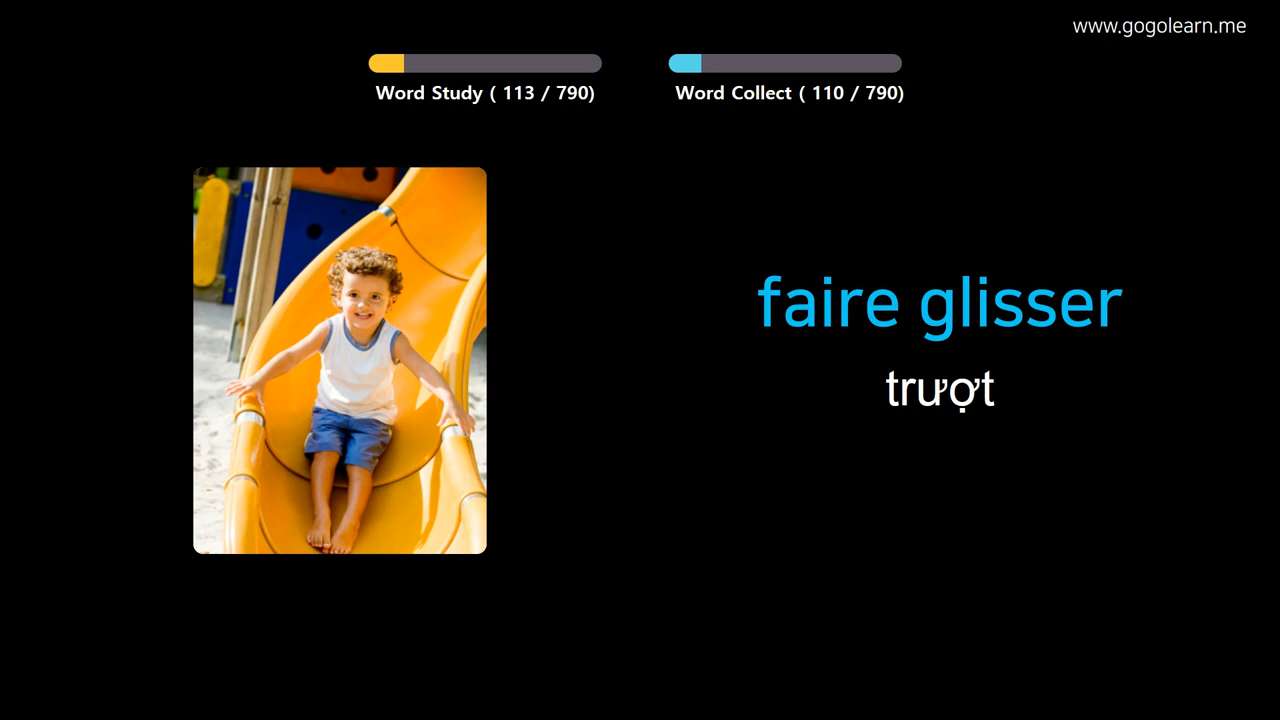 www.gogolearn.me
Word Study ( 113 / 790)
Word Collect ( 110 / 790)
faire glisser
trượt